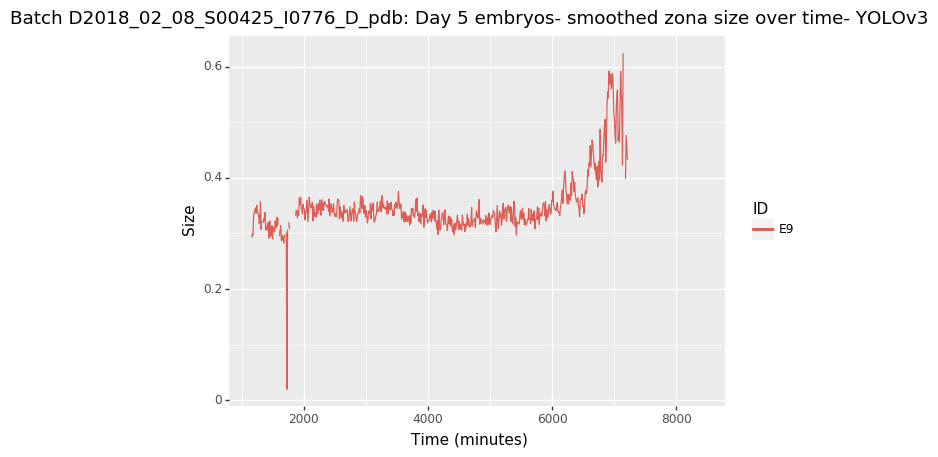 Batch D2018_02_08_S00425_I0776_D_pdb: Day 5 embryos- smoothed zona size over time- YOLOv3
0.6
0.4
0.2
0
Size
2000 4000 6000 8000
Time (minutes)
ID
E9